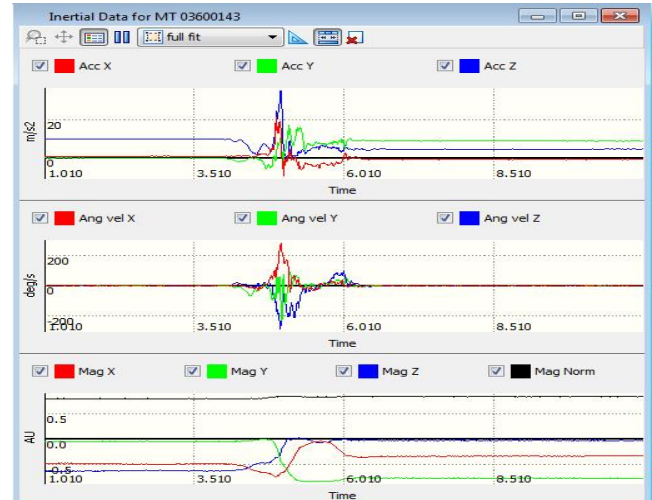 Inertial Data for MT 03600143
full fit
Acc X Acc Y Acc Z
m/s2
20
0
1.010 3.510 6.010 8.510
Time
Ang vel X Ang vel Y Ang vel Z
deg/s
200
0
-200
1.010 3.510 6.010 8.510
Time
Mag X Mag Y Mag Z Mag Norm
AU
0.5
0.0
-0.5
1.010 3.510 6.010 8.510
Time